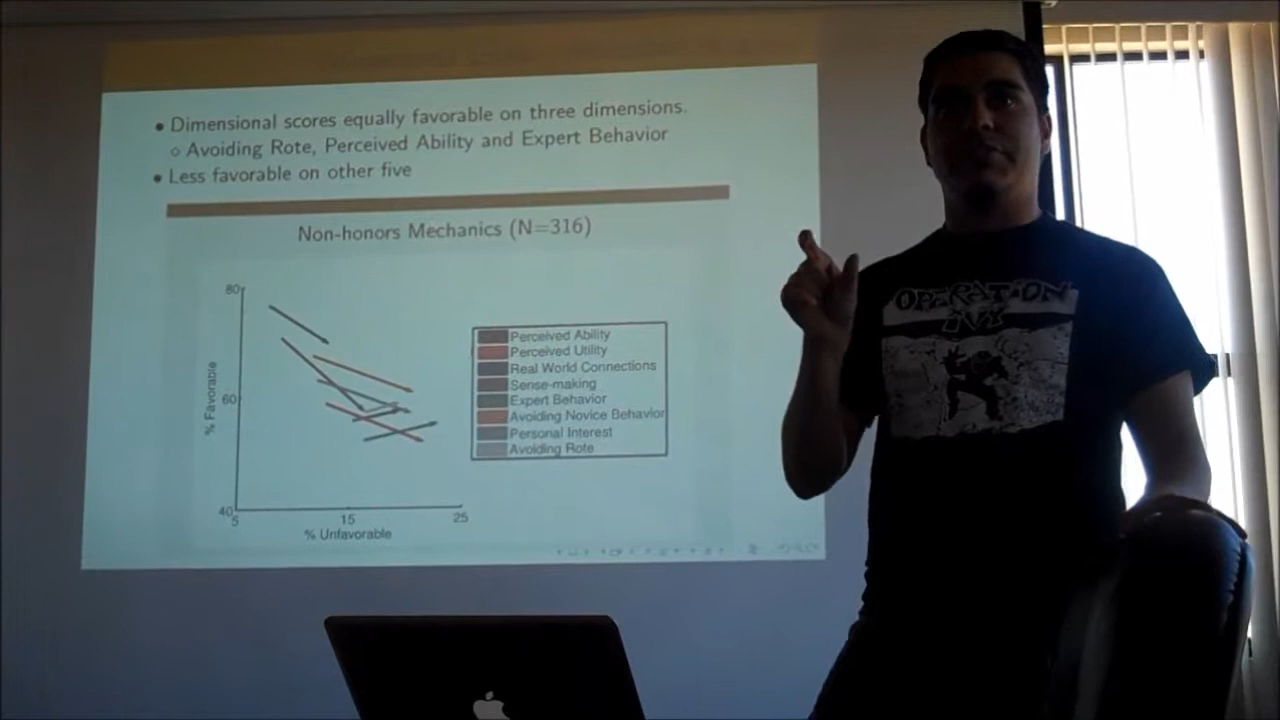 • Dimensional scores equally favorable on three dimensions.
◇ Avoiding Rote, Perceived Ability and Expert Behavior
• Less favorable on other five
Non-honors Mechanics (N=316)
80
60
40
% Favorable
5
15
25
% Unfavorable
Perceived Ability
Perceived Utility
Real World Connections
Sense-making
Expert Behavior
Avoiding Novice Behavior
Personal Interest
Avoiding Rote
OPERATION
IVY